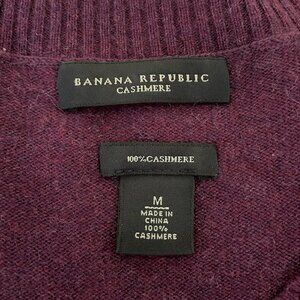 BANANA REPUBLIC
CASHMERE
100% CASHMERE
M
MADE IN
CHINA
100%
CASHMERE